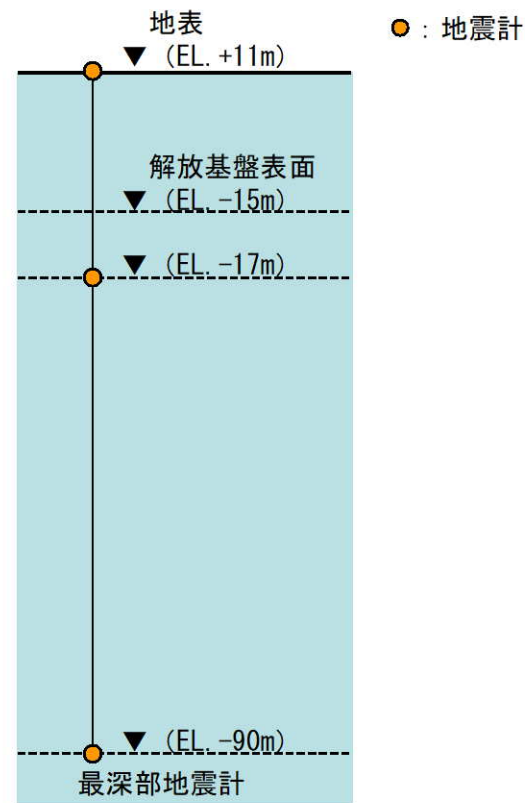 地表
▼ (EL.+11m)
：地震計
解放基盤表面
▼ (EL.-15m)
▼ (EL.-17m)
▼ (EL.-90m)
最深部地震計